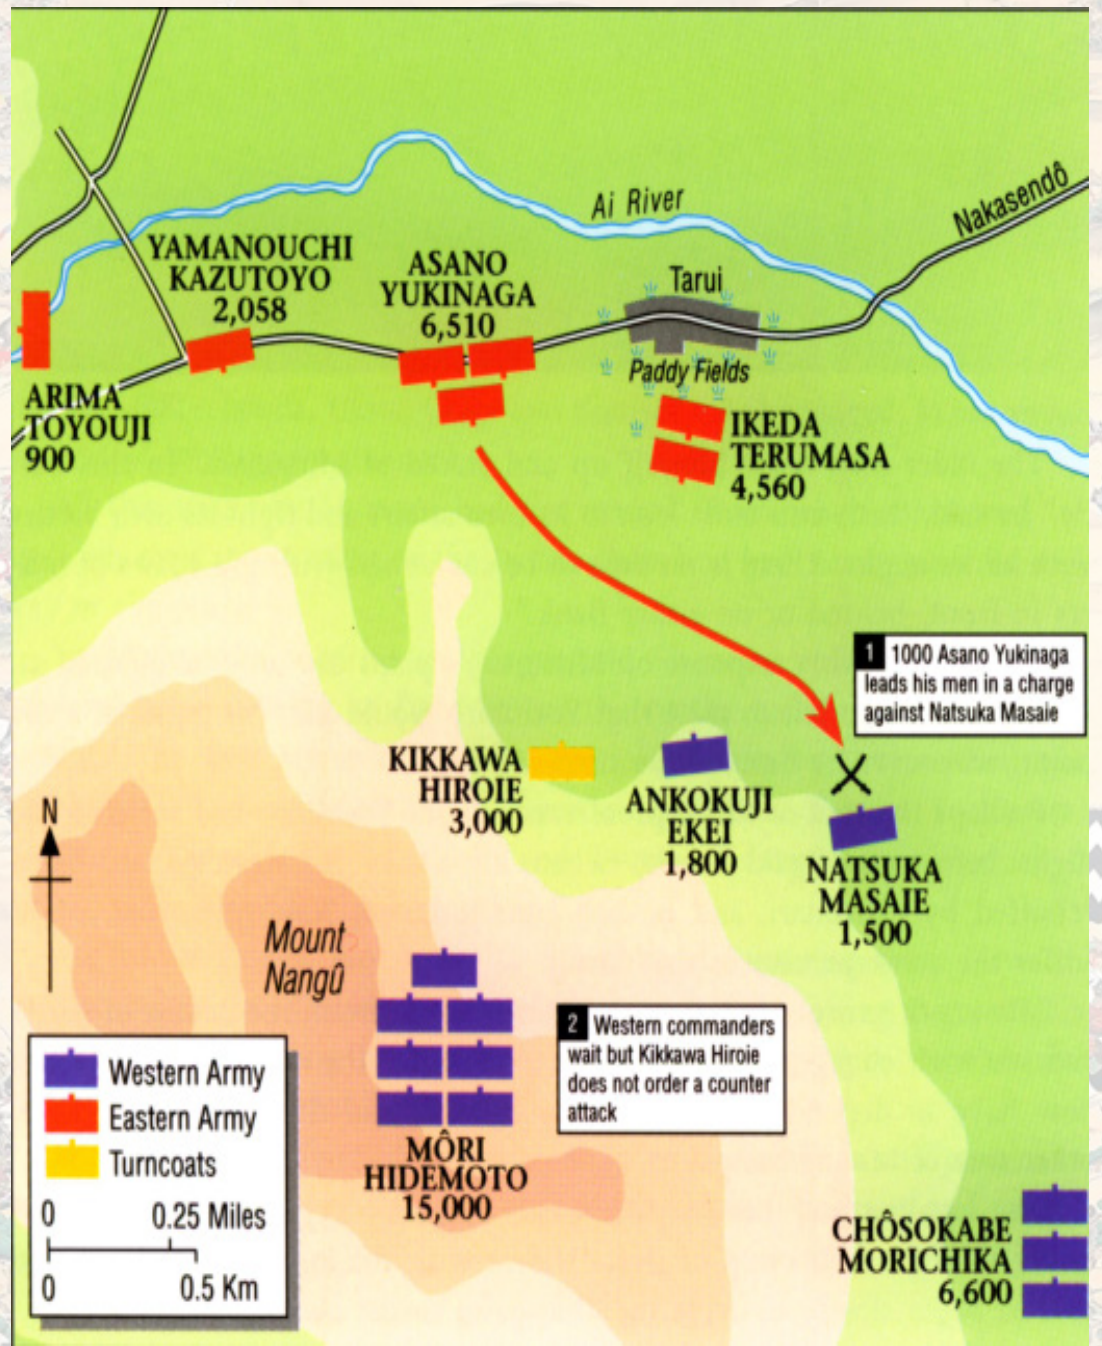 Ai River
Nakasendô
YAMANOUCHI
KAZUTOYO
2,058
ASANO
YUKINAGA
6,510
Tarui
Paddy Fields
ARIMA
TOYOUJI
900
IKEDA
TERUMASA
4,560
1 1000 Asano Yukinaga
leads his men in a charge
against Natsuka Masaie
KIKKAWA
HIROIE
3,000
ANKOKUJI
EKEI
1,800
NATSUKA
MASAIE
1,500
N
Mount
Nangû
2 Western commanders
wait but Kikkawa Hiroie
does not order a counter
attack
MÔRI
HIDEMOTO
15,000
CHÔSOKABE
MORICHIKA
6,600
Western Army
Eastern Army
Turncoats
0 0.25 Miles
0 0.5 Km